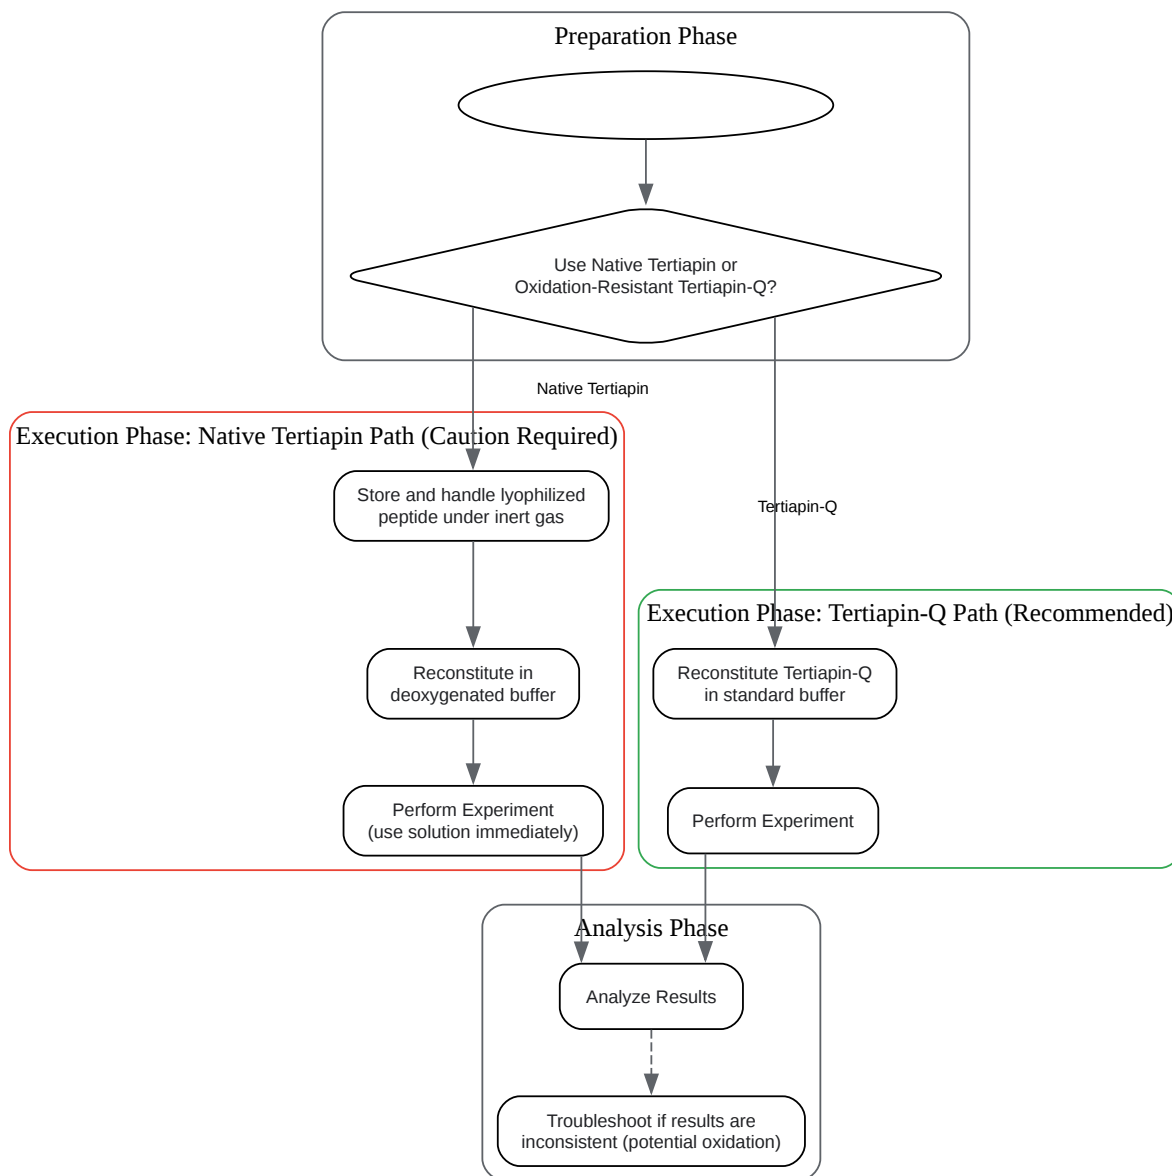 Preparation Phase
Use Native Tertiapin or
Oxidation-Resistant Tertiapin-Q?
Native Tertiapin
Execution Phase: Native Tertiapin Path (Caution Required)
Store and handle lyophilized
peptide under inert gas
Tertiapin-Q
Execution Phase: Tertiapin-Q Path (Recommended)
Reconstitute in
deoxygenated buffer
Reconstitute Tertiapin-Q
in standard buffer
Perform Experiment
(use solution immediately)
Perform Experiment
Analysis Phase
Analyze Results
Troubleshoot if results are
inconsistent (potential oxidation)